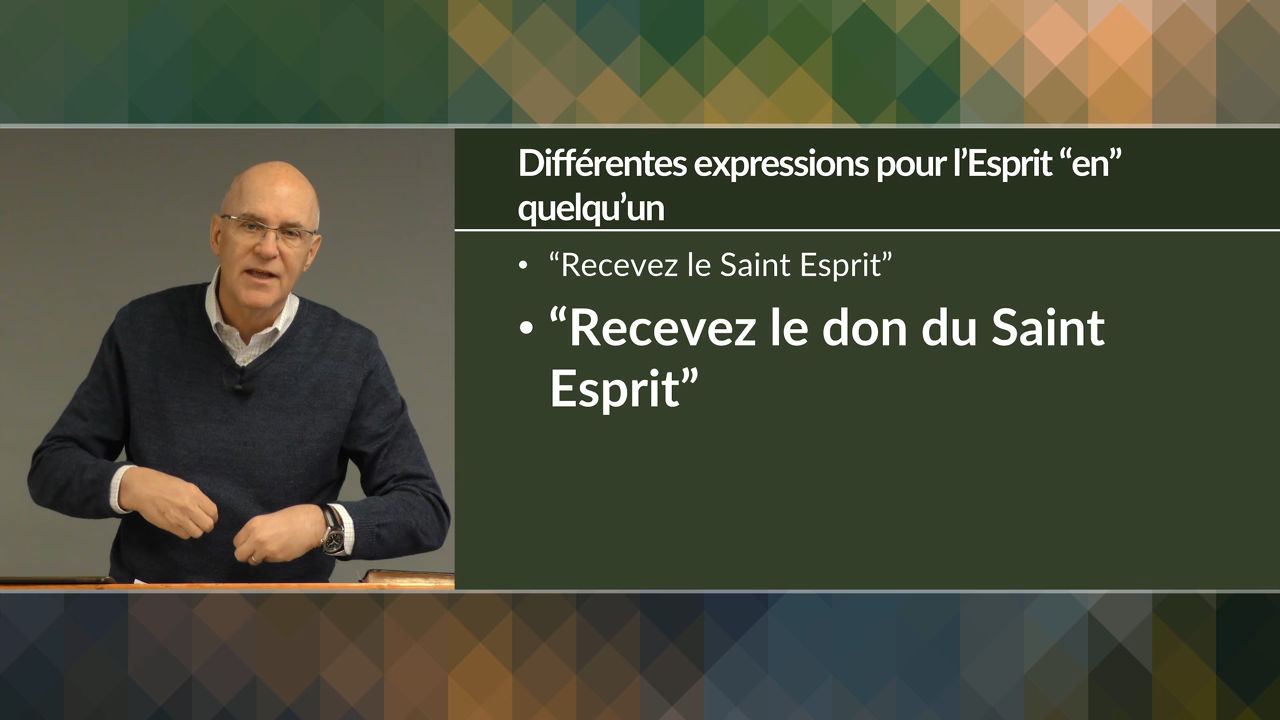 Différentes expressions pour l’Esprit “en”
quelqu’un
• “Recevez le Saint Esprit”
• “Recevez le don du Saint
Esprit”